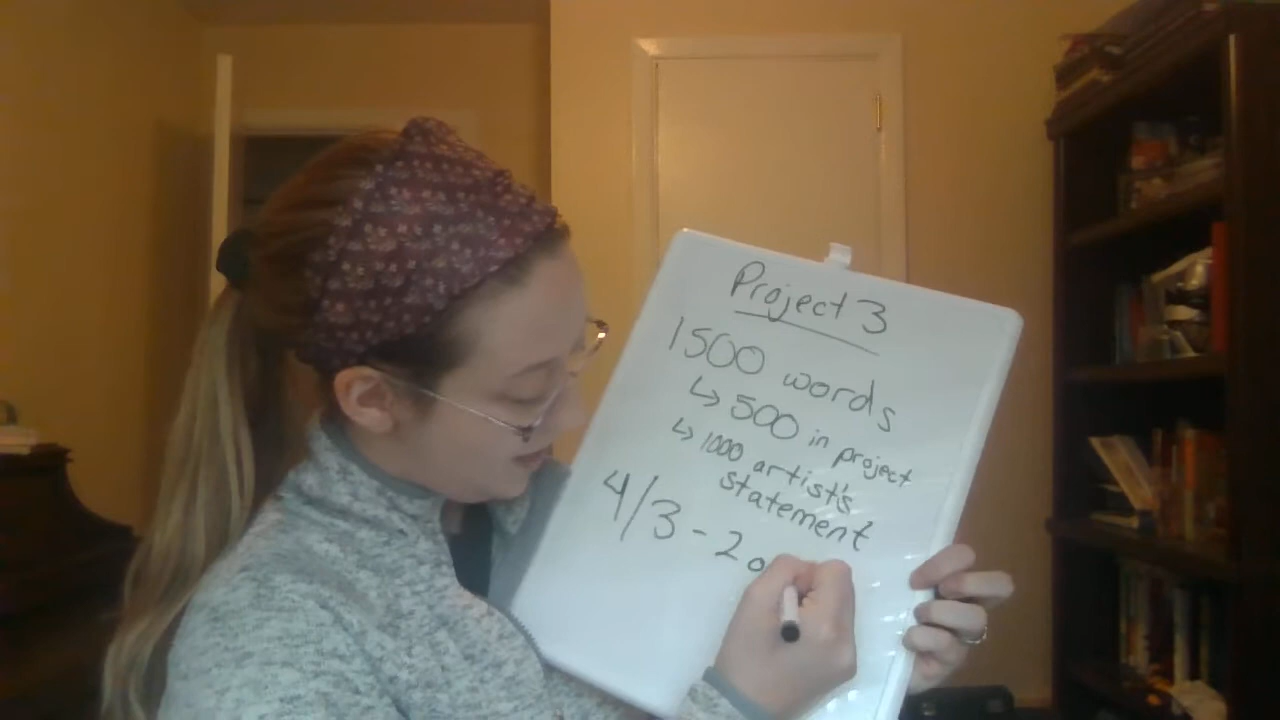 Project 3
1500 words
↳ 500 in project
↳ 1000 artist's
statement
4/3 - 2